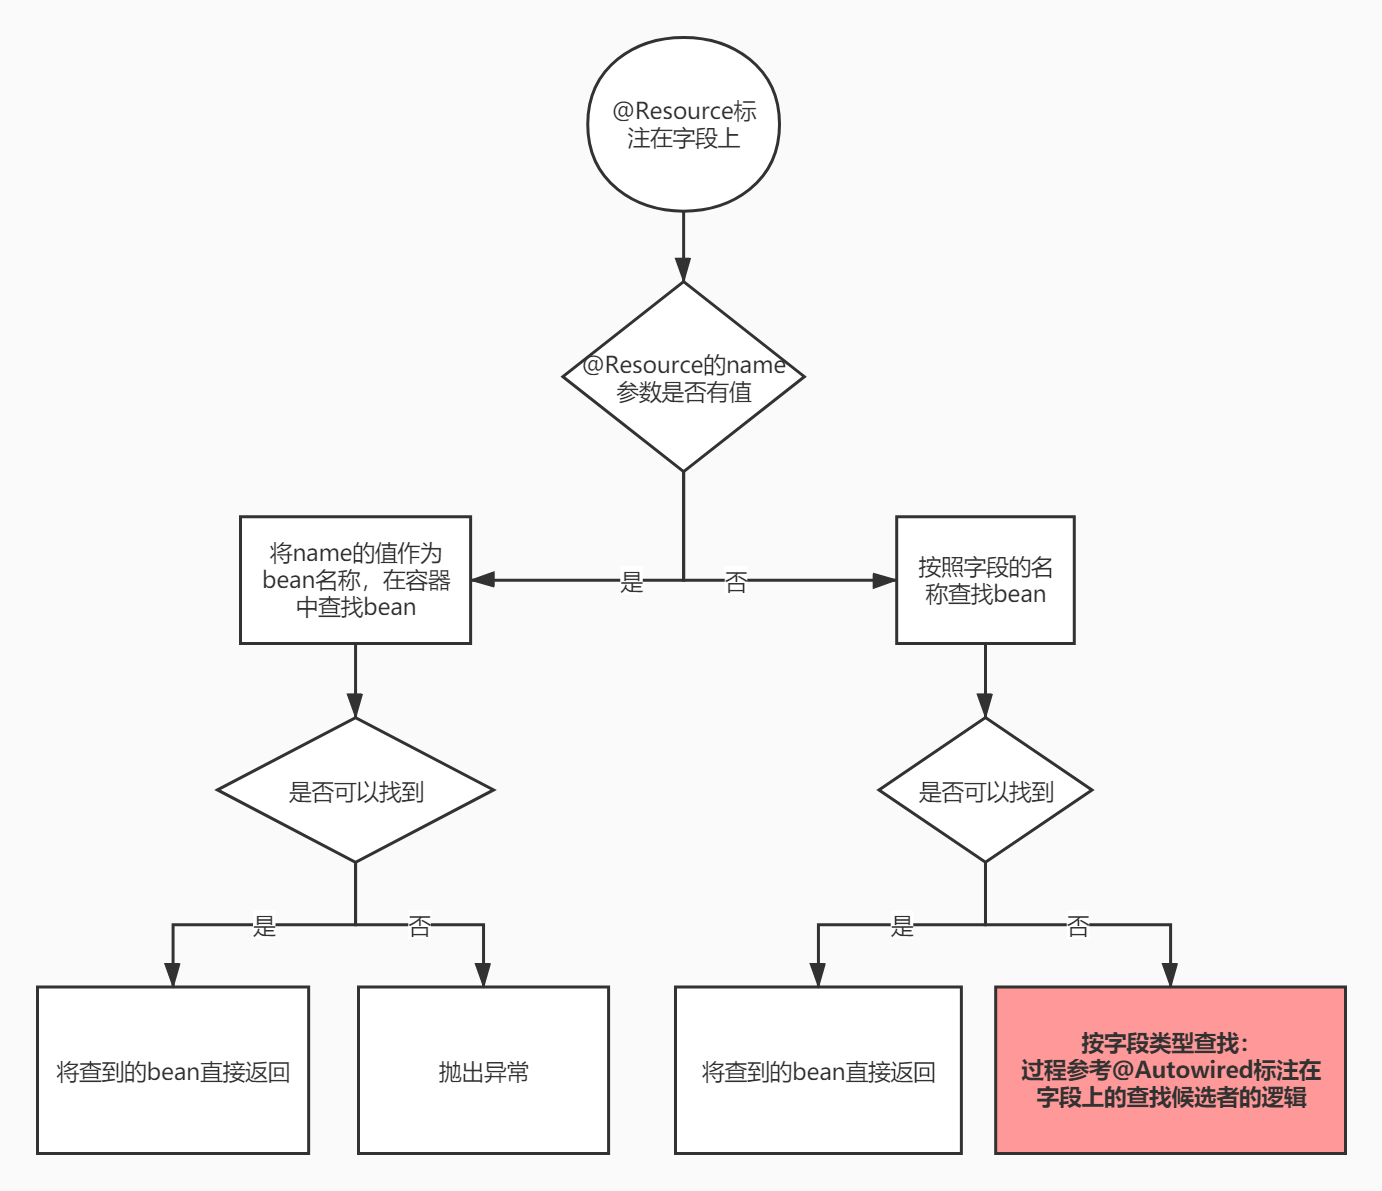 @Resource标
注在字段上
@Resource的name
参数是否有值
是
否
将name的值作为
bean名称，在容器
中查找bean
按照字段的名
称查找bean
是否可以找到
是否可以找到
是
否
是
否
将查到的bean直接返回
抛出异常
将查到的bean直接返回
按字段类型查找：
过程参考@Autowired标注在
字段上的查找候选者的逻辑